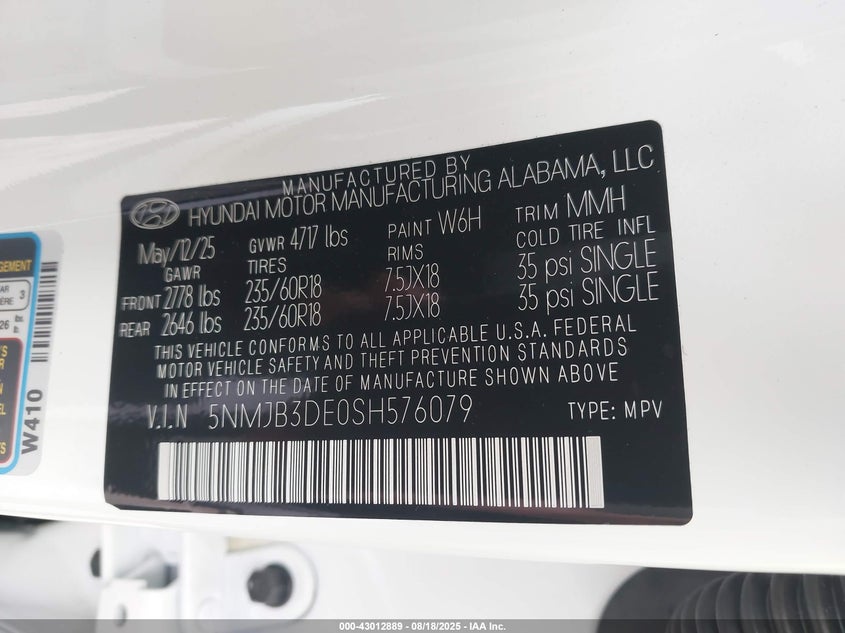 MANUFACTURED BY
HYUNDAI MOTOR MANUFACTURING ALABAMA, LLC
May/12/25 GVWR 4717 lbs PAINT W6H TRIM MMH
GAWR TIRES RIMS COLD TIRE INFL
FRONT 2778 lbs 235/60R18 7.5JX18 35 psi SINGLE
REAR 2646 lbs 235/60R18 7.5JX18 35 psi SINGLE
THIS VEHICLE CONFORMS TO ALL APPLICABLE U.S.A. FEDERAL
MOTOR VEHICLE SAFETY AND THEFT PREVENTION STANDARDS
IN EFFECT ON THE DATE OF MANUFACTURE SHOWN ABOVE
V.I.N 5NMJB3DE0SH576079 TYPE: MPV
W410
000-43012889 - 08/18/2025 - IAA Inc.